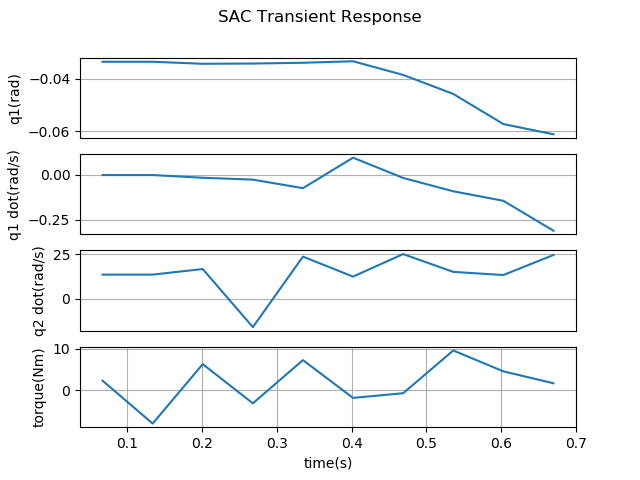 SAC Transient Response
q1(rad)
−0.04
−0.06
q1 dot(rad/s)
0.00
−0.25
q2 dot(rad/s)
25
0
torque(Nm)
10
0
0.1 0.2 0.3 0.4 0.5 0.6 0.7
time(s)